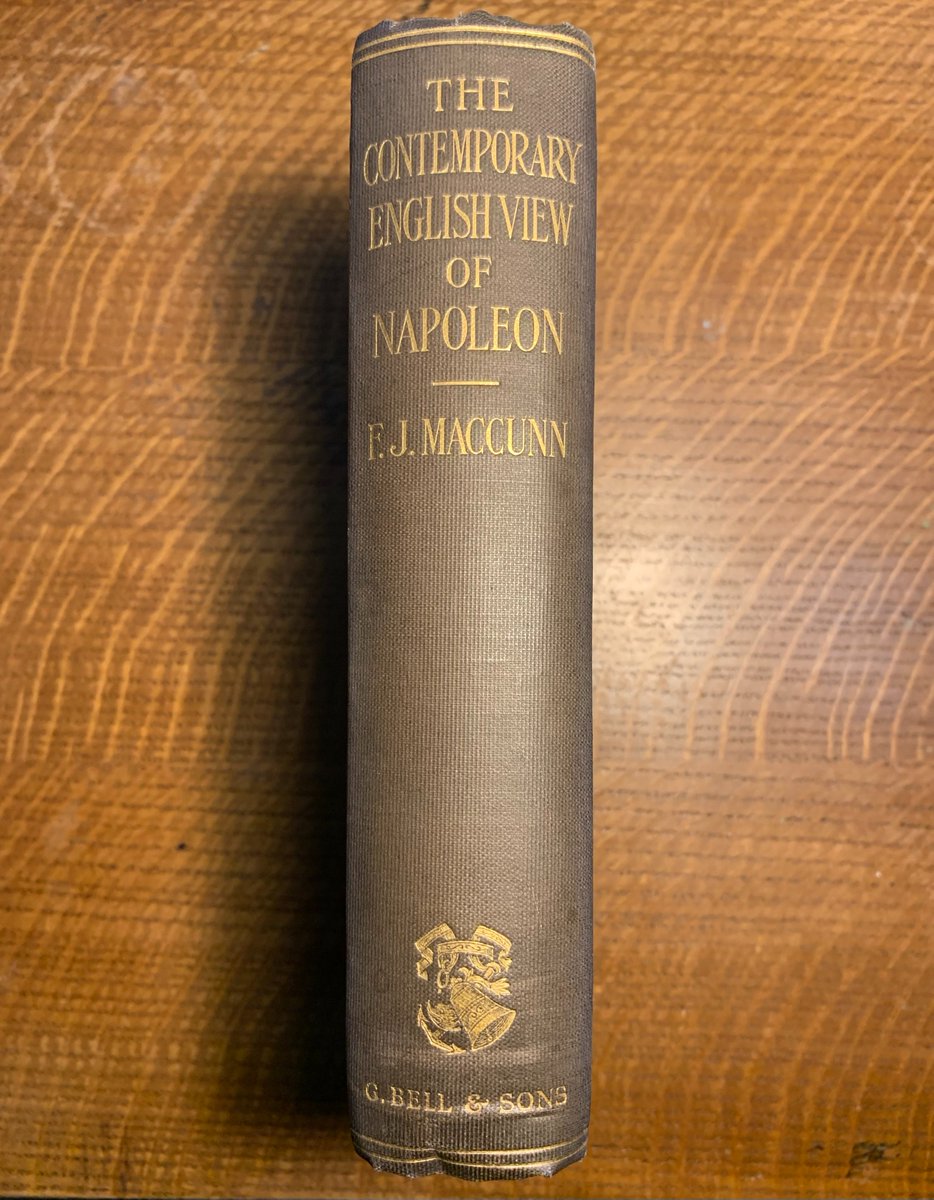 THE
CONTEMPORARY
ENGLISH VIEW
OF
NAPOLEON
F. J. MACCUNN
G. BELL & SONS